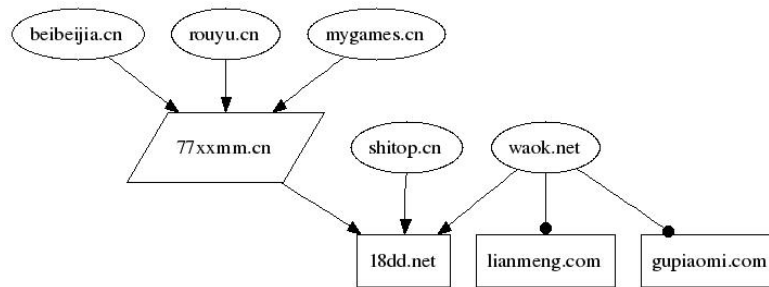 beibeijia.cn
rouyu.cn
mygames.cn
77xxmm.cn
shitop.cn
waok.net
18dd.net
lianmeng.com
gupiaomi.com